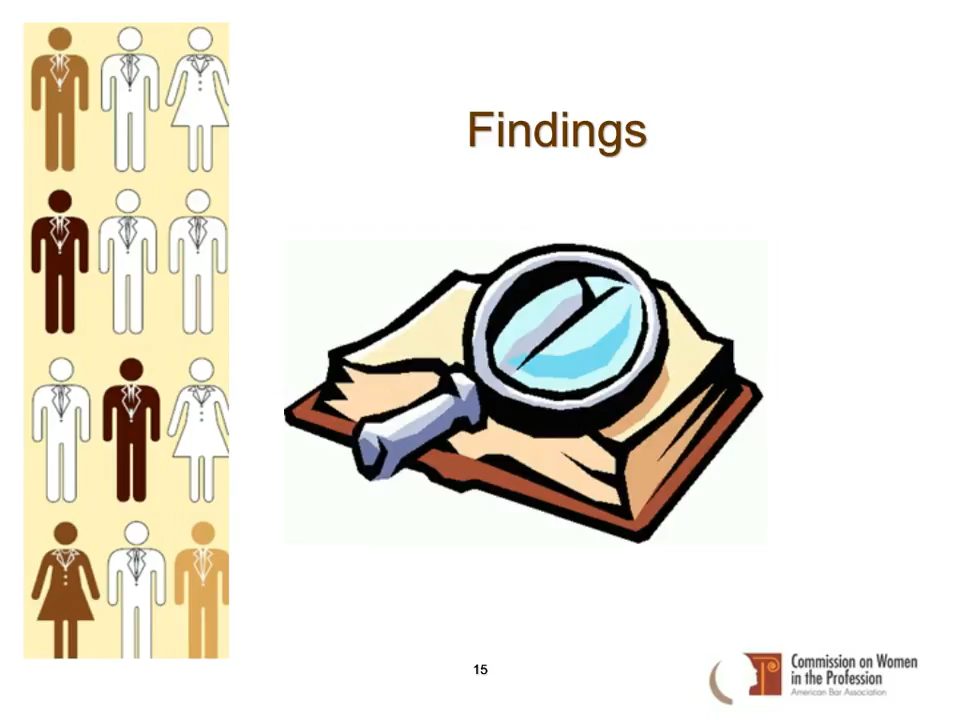 Findings
15
Commission on Women
in the Profession
American Bar Association